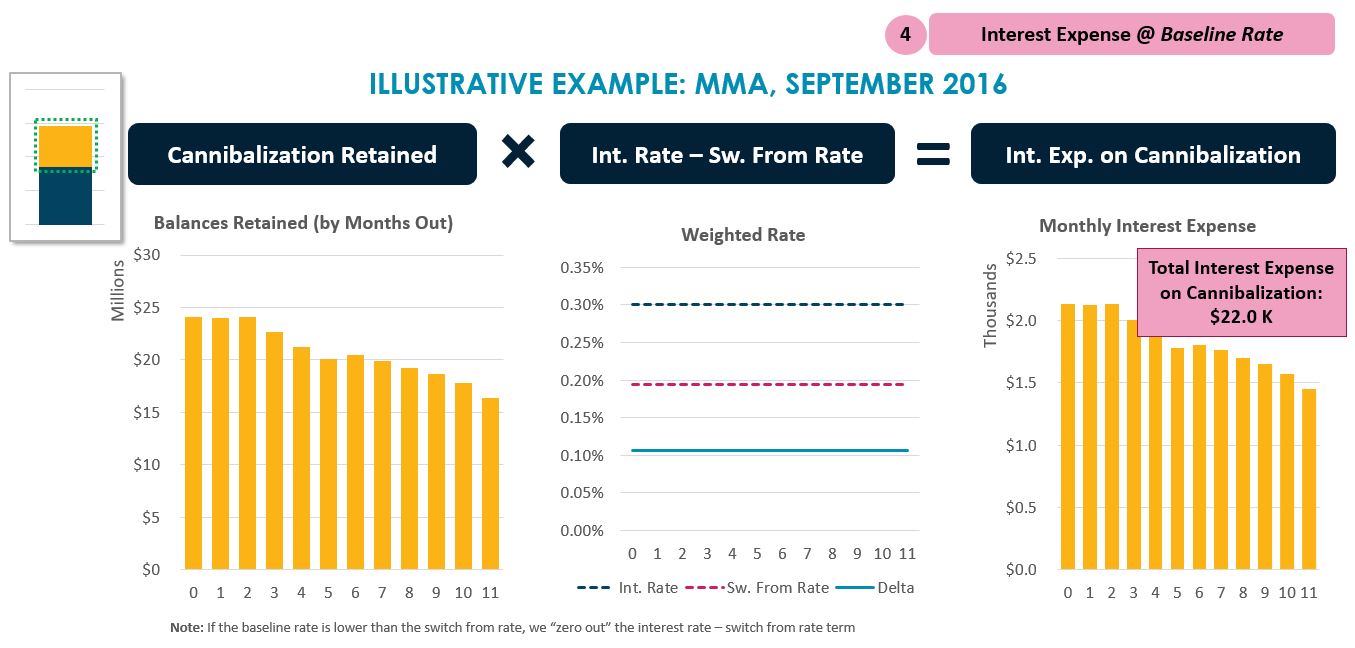 4
Interest Expense @ Baseline Rate
ILLUSTRATIVE EXAMPLE: MMA, SEPTEMBER 2016
Cannibalization Retained
Int. Rate – Sw. From Rate
Int. Exp. on Cannibalization
Balances Retained (by Months Out)
Millions
$30
$25
$20
$15
$10
$5
$0
0 1 2 3 4 5 6 7 8 9 10 11
Weighted Rate
0.35%
0.30%
0.25%
0.20%
0.15%
0.10%
0.05%
0.00%
0 1 2 3 4 5 6 7 8 9 10 11
Int. Rate Sw. From Rate Delta
Monthly Interest Expense
Thousands
$2.5
$2.0
$1.5
$1.0
$0.5
$0.0
Total Interest Expense
on Cannibalization:
$22.0 K
0 1 2 3 4 5 6 7 8 9 10 11
Note: If the baseline rate is lower than the switch from rate, we “zero out” the interest rate – switch from rate term